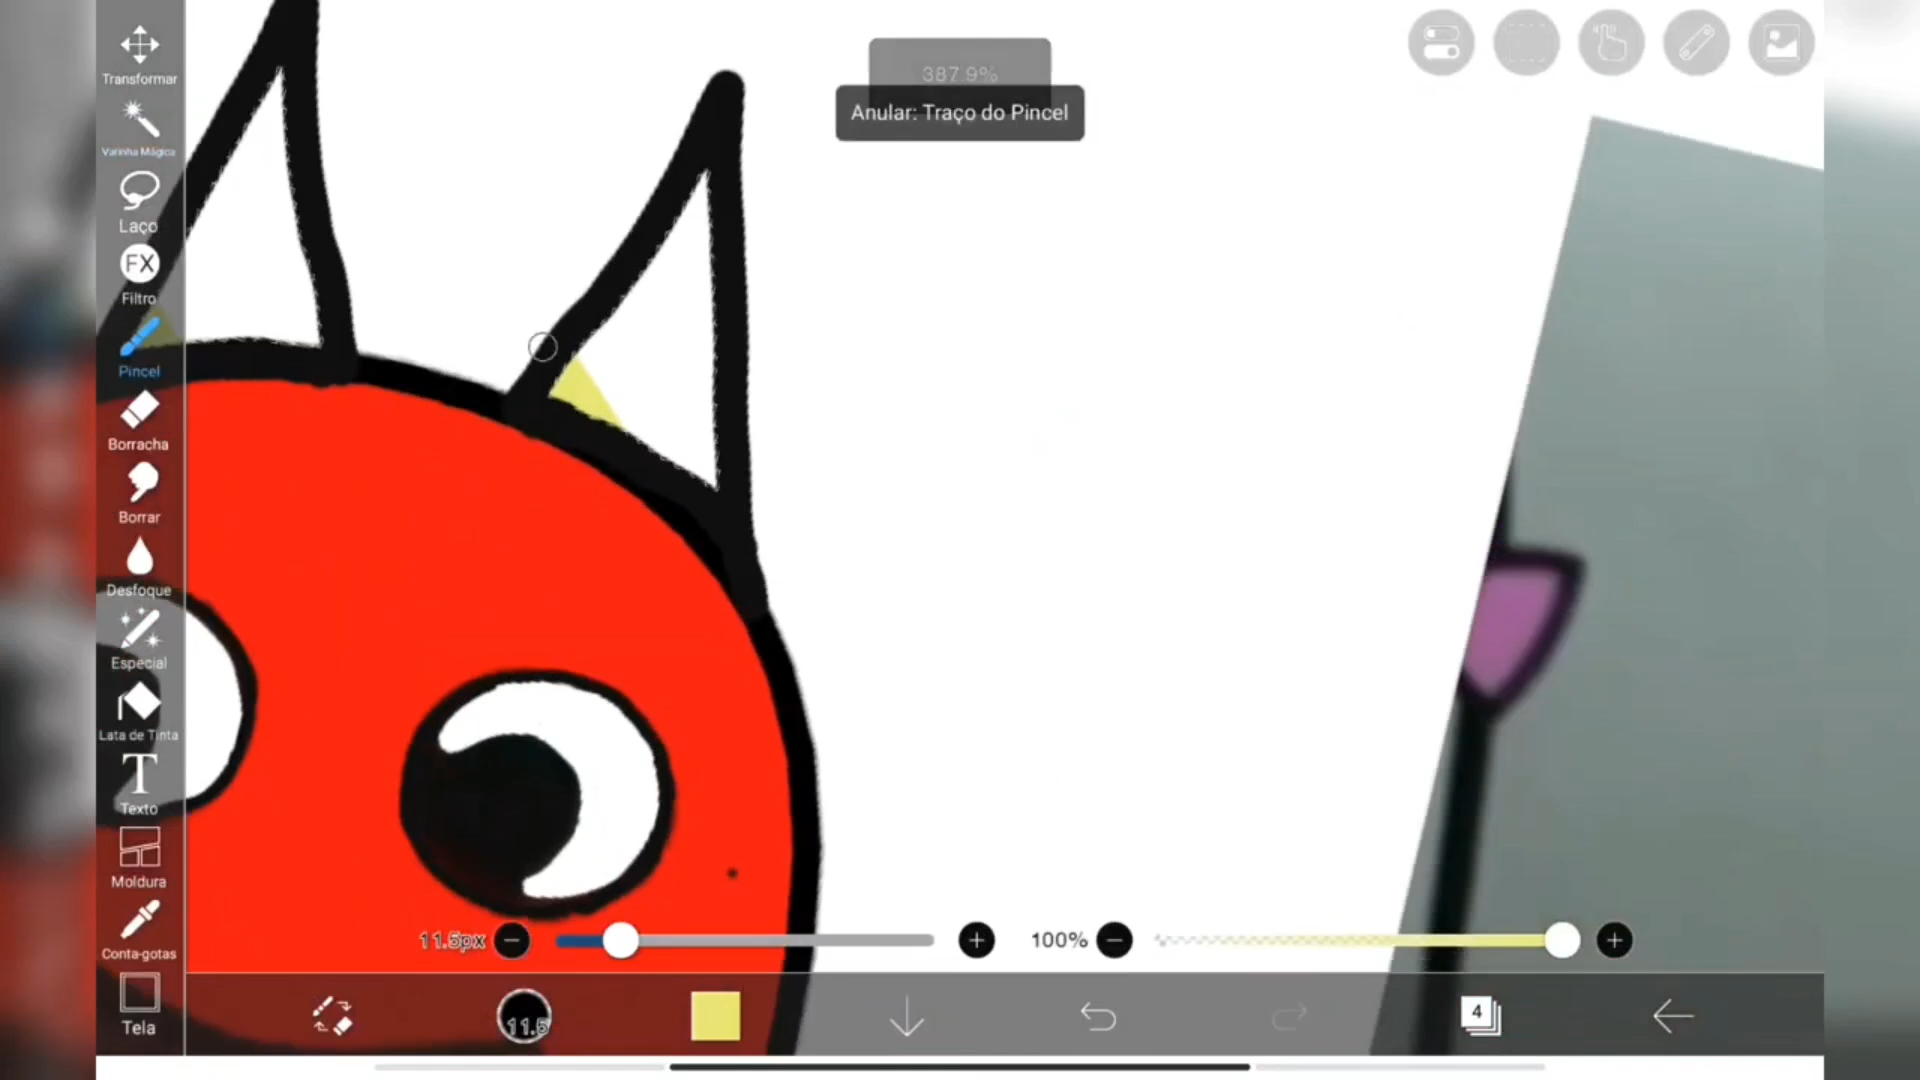 387.9%
Anular: Traço do Pincel
Transformar
Varinha Mágica
Laço
FX
Filtro
Pincel
Borracha
Borrar
Desfoque
Especial
Lata de Tinta
T
Texto
Moldura
Conta-gotas
Tela
11.5px
100%
11.5
4